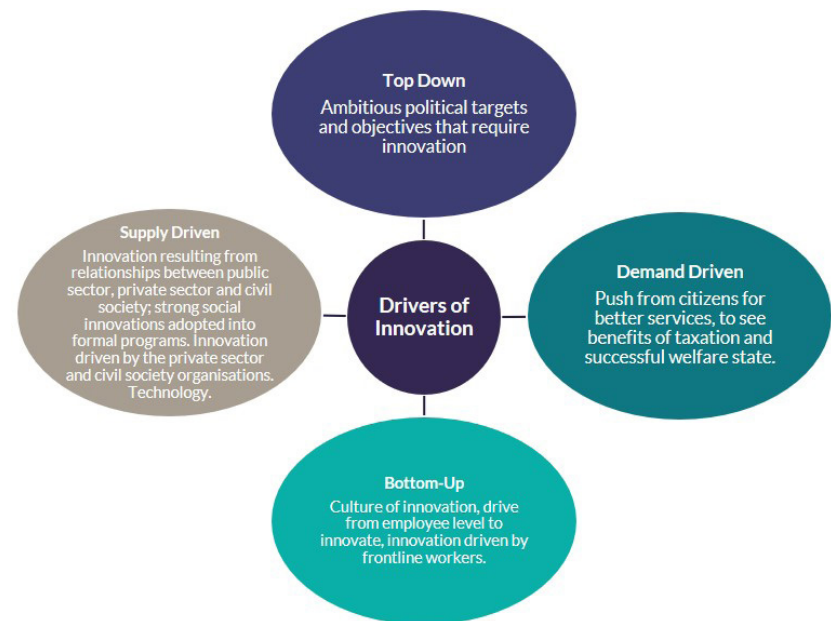 Top Down
Ambitious political targets
and objectives that require
innovation
Supply Driven
Innovation resulting from
relationships between public
sector, private sector and civil
society; strong social
innovations adopted into
formal programs. Innovation
driven by the private sector
and civil society organisations.
Technology.
Drivers of
Innovation
Demand Driven
Push from citizens for
better services, to see
benefits of taxation and
successful welfare state.
Bottom-Up
Culture of innovation, drive
from employee level to
innovate, innovation driven by
frontline workers.